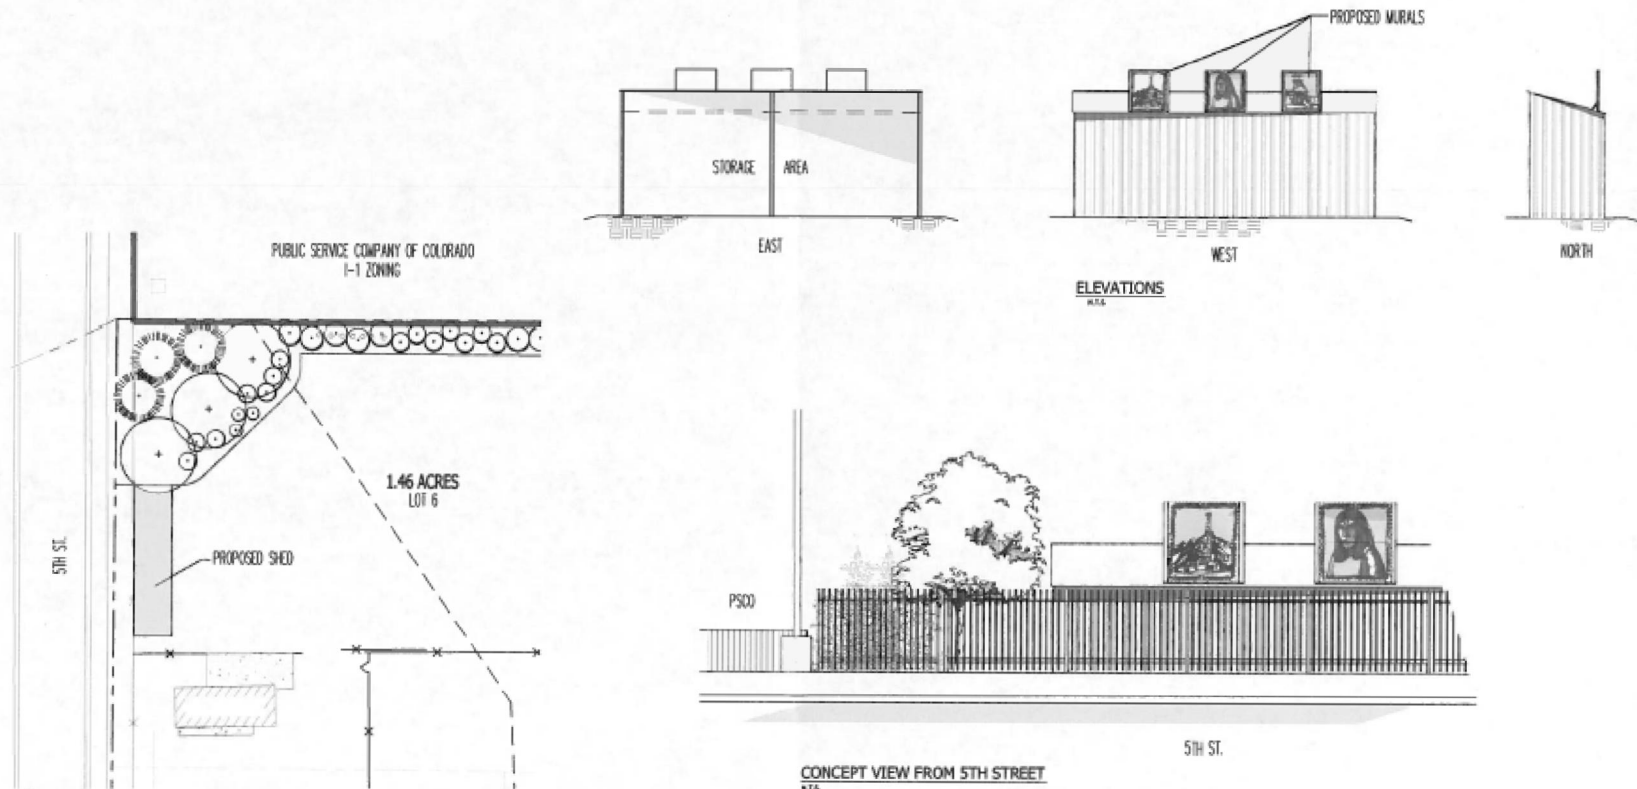 PROPOSED MURALS
STORAGE AREA
EAST
WEST
NORTH
ELEVATIONS
N.T.S.
PUBLIC SERVICE COMPANY OF COLORADO
I-1 ZONING
1.46 ACRES
LOT 6
5TH ST.
PROPOSED SHED
PSCO
5TH ST.
CONCEPT VIEW FROM 5TH STREET
N.T.S.